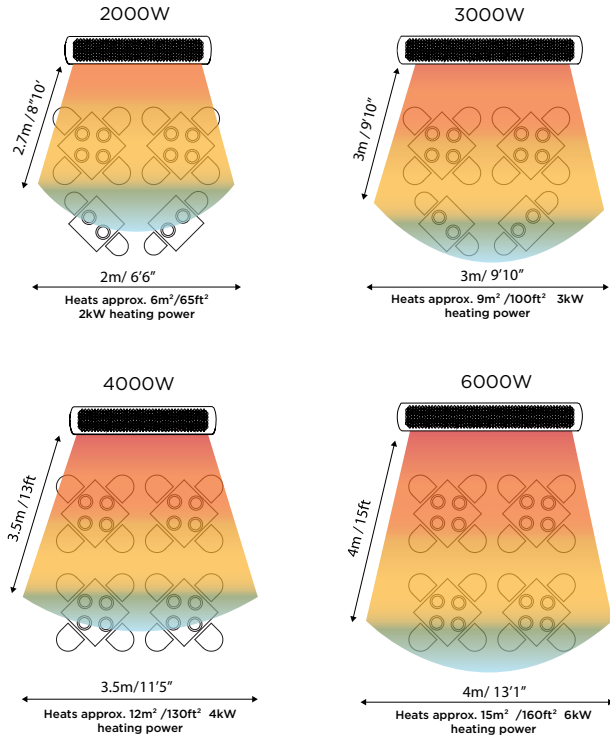 2000W
2.7m / 8"10'
2m/ 6'6"
Heats approx. 6m²/65ft²
2kW heating power
3000W
3m / 9'10"
3m/ 9'10"
Heats approx. 9m² /100ft² 3kW
heating power
4000W
3.5m /13ft
3.5m/11'5"
Heats approx. 12m² /130ft² 4kW
heating power
6000W
4m / 15ft
4m/ 13'1"
Heats approx. 15m² /160ft² 6kW
heating power